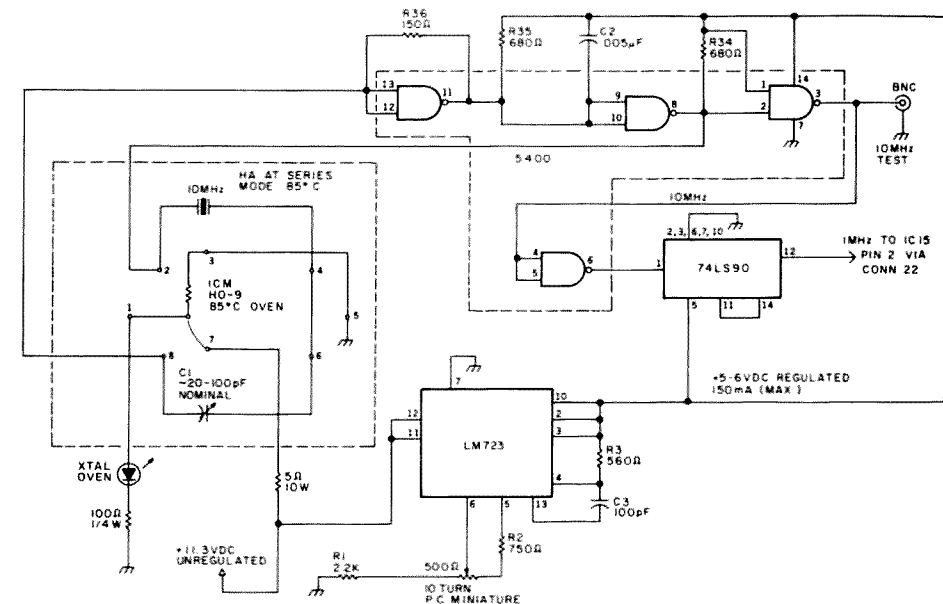 R36
150Ω
R35
680Ω
C2
.005µF
R34
680Ω
13
12
11
9
10
8
1
2
14
3
7
BNC
10MHz
TEST
5400
HA AT SERIES
MODE 85°C
10MHz
2
3
4
ICM
HO-9
85°C OVEN
1
5
7
8
6
C1
~20-100pF
NOMINAL
10MHz
4
5
6
2, 3, 6, 7, 10
1
74LS90
12
5
11
14
1MHz TO IC15
PIN 2 VIA
CONN 22
+5-6VDC REGULATED
150mA (MAX)
7
12
11
LM723
10
2
3
4
6
5
13
R3
560Ω
C3
100pF
XTAL
OVEN
100Ω
1/4W
5Ω
10W
+11.3VDC
UNREGULATED
R1
2.2K
500Ω
R2
750Ω
10 TURN
P.C. MINIATURE